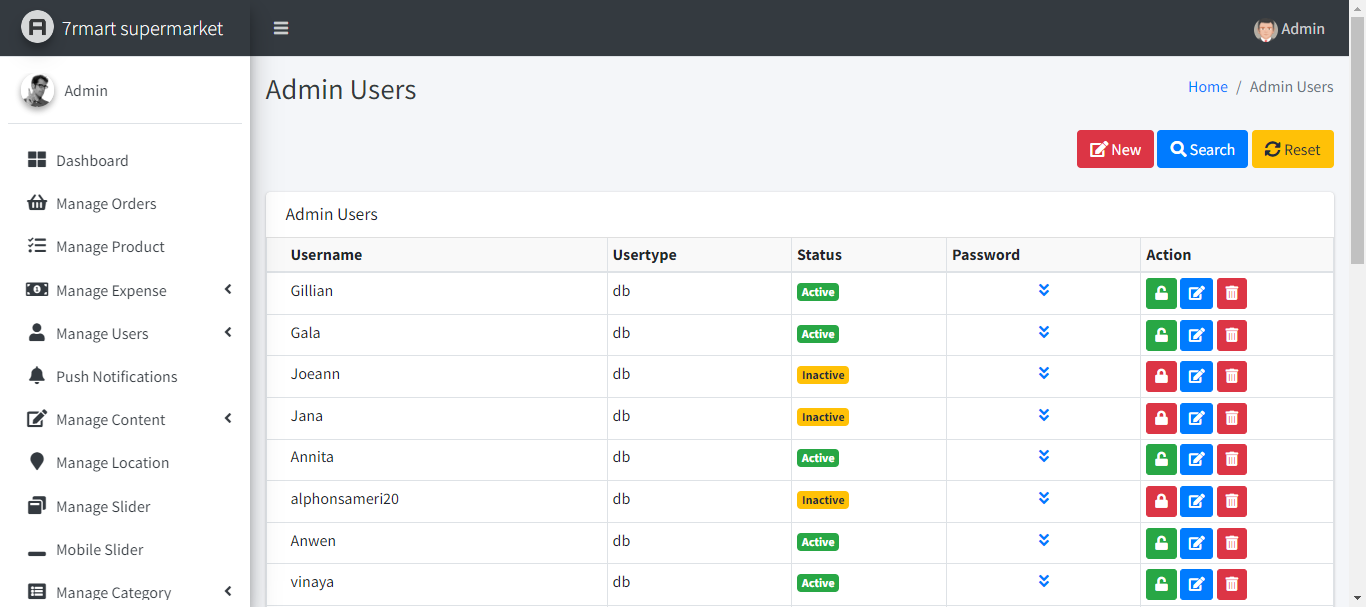 7rmart supermarket
Admin
Admin
Dashboard
Manage Orders
Manage Product
Manage Expense
Manage Users
Push Notifications
Manage Content
Manage Location
Manage Slider
Mobile Slider
Manage Category
Admin Users
Home / Admin Users
New Search Reset
Admin Users
Username Usertype Status Password Action
Gillian db Active
Gala db Active
Joeann db Inactive
Jana db Inactive
Annita db Active
alphonsameri20 db Inactive
Anwen db Active
vinaya db Active